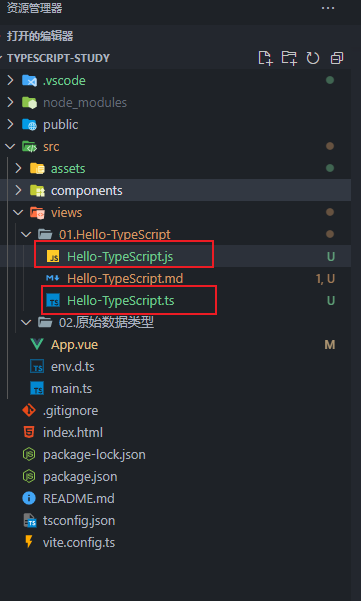 资源管理器
打开的编辑器
TYPESCRIPT-STUDY
.vscode
node_modules
public
src
assets
components
views
01.Hello-TypeScript
JS Hello-TypeScript.js U
M Hello-TypeScript.md 1, U
TS Hello-TypeScript.ts U
02.原始数据类型
App.vue M
TS env.d.ts
TS main.ts
.gitignore
index.html
package-lock.json
package.json
README.md
TS tsconfig.json
vite.config.ts